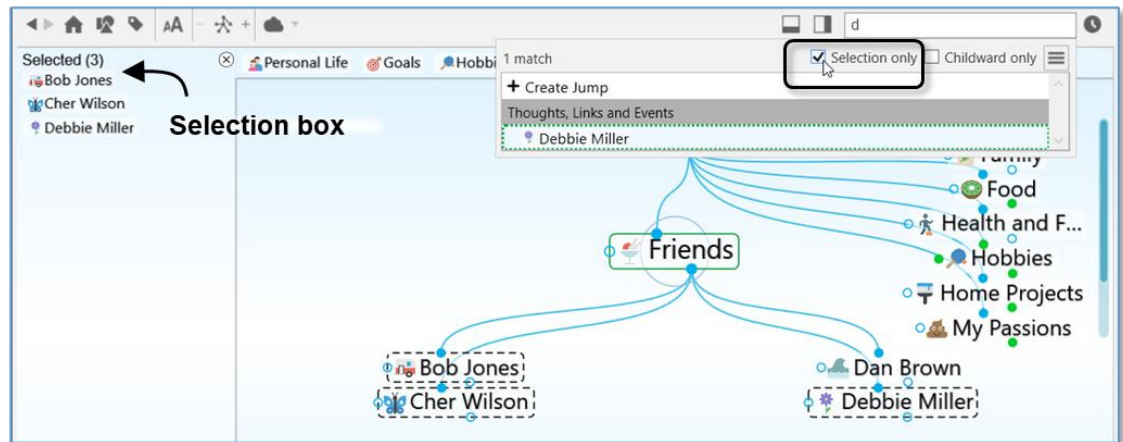 AA
d
Selected (3)
Personal Life
Goals
Hobbi
1 match
Selection only
Childward only
Bob Jones
Cher Wilson
Debbie Miller
Selection box
Create Jump
Thoughts, Links and Events
Debbie Miller
Family
Food
Health and F...
Friends
Hobbies
Home Projects
My Passions
Bob Jones
Cher Wilson
Dan Brown
Debbie Miller